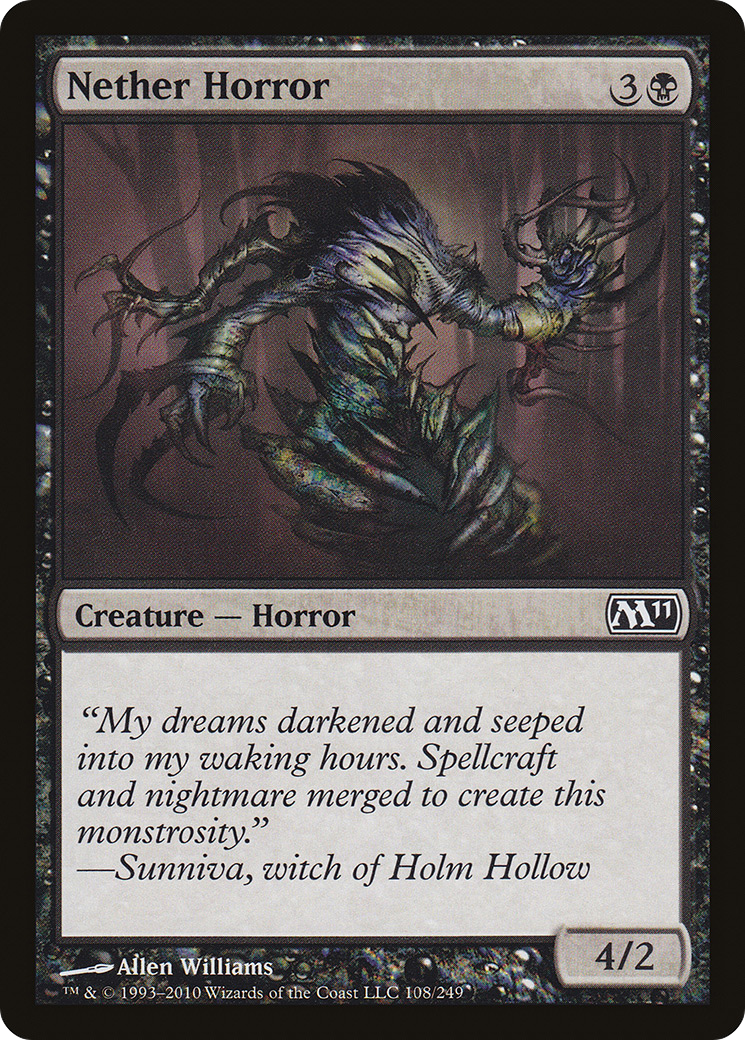 Nether Horror 3
Creature — Horror M11
“My dreams darkened and seeped
into my waking hours. Spellcraft
and nightmare merged to create this
monstrosity.”
—Sunniva, witch of Holm Hollow
4/2
Allen Williams
™ & © 1993–2010 Wizards of the Coast LLC 108/249